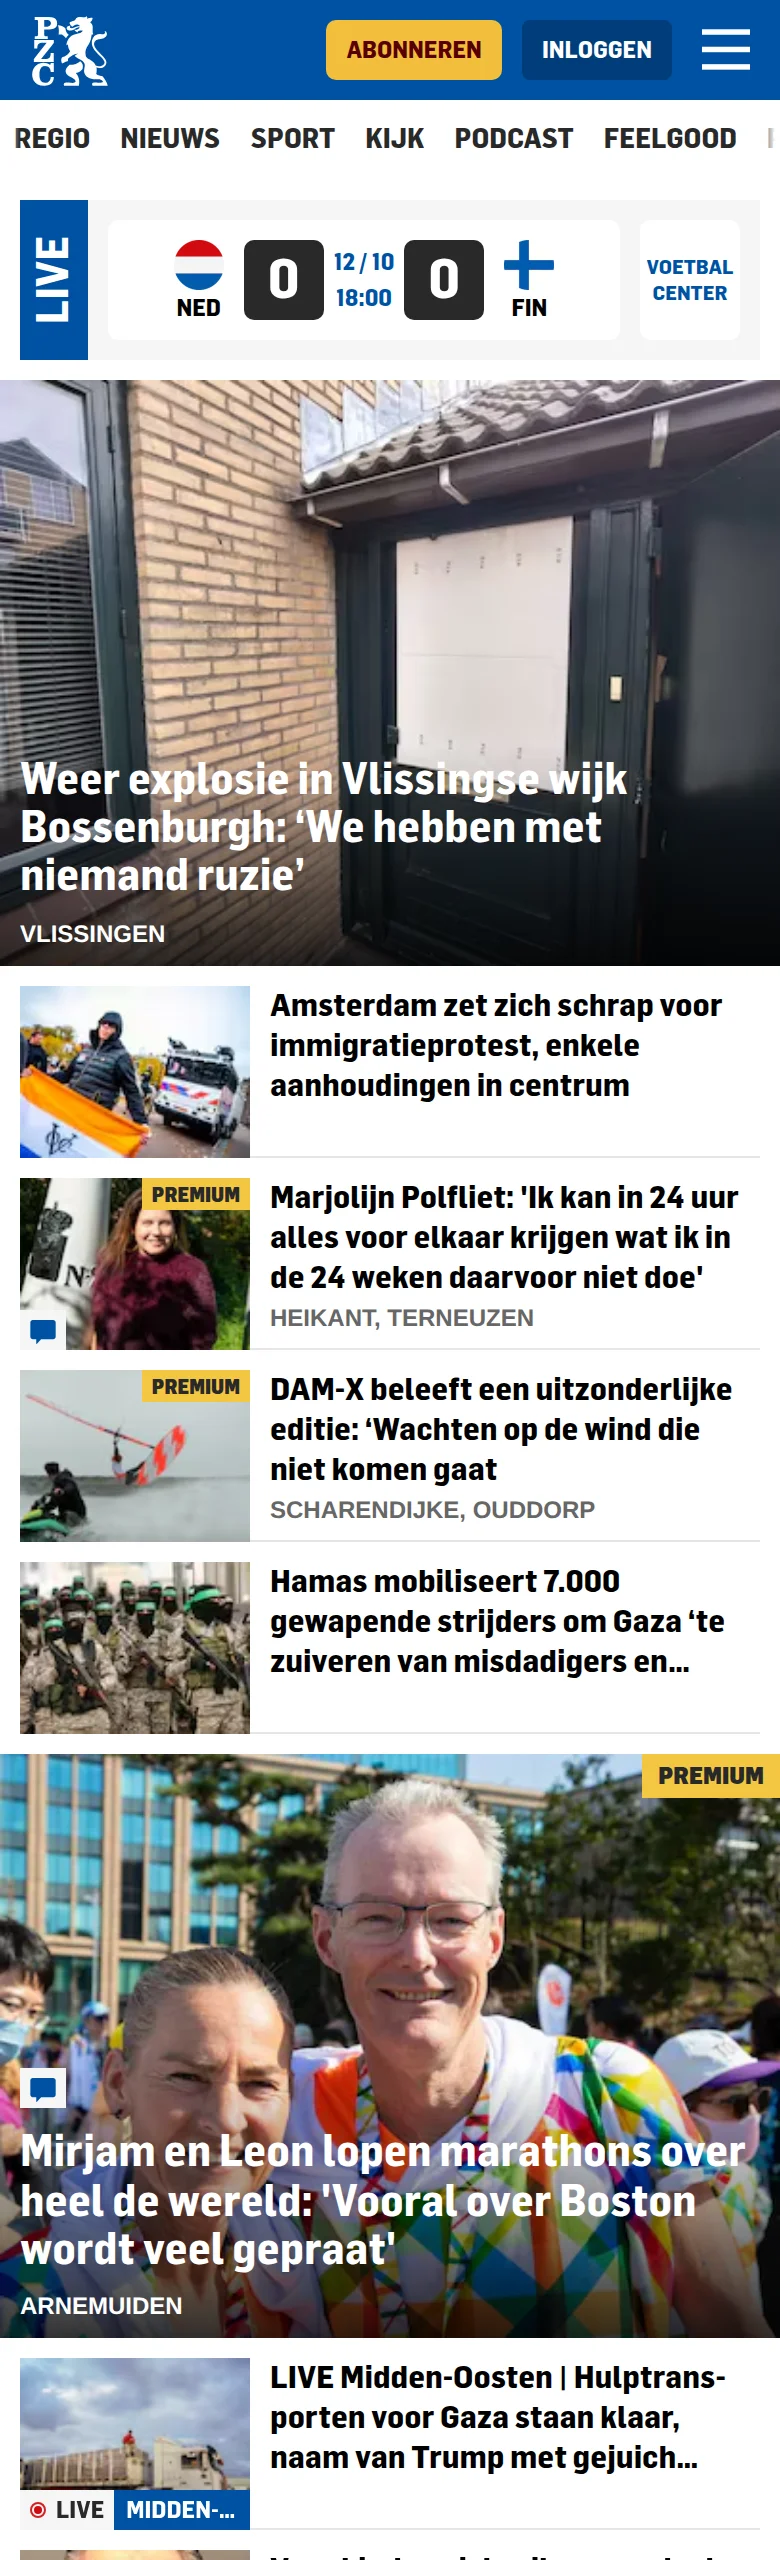 PZC
ABONNEREN
INLOGGEN
REGIO NIEUWS SPORT KIJK PODCAST FEELGOOD
LIVE
NED
0
12 / 10
18:00
0
FIN
VOETBAL
CENTER
Weer explosie in Vlissingse wijk
Bossenburgh: ‘We hebben met
niemand ruzie’
VLISSINGEN
Amsterdam zet zich schrap voor
immigratieprotest, enkele
aanhoudingen in centrum
PREMIUM
Marjolijn Polfliet: 'Ik kan in 24 uur
alles voor elkaar krijgen wat ik in
de 24 weken daarvoor niet doe'
HEIKANT, TERNEUZEN
PREMIUM
DAM-X beleeft een uitzonderlijke
editie: ‘Wachten op de wind die
niet komen gaat
SCHARENDIJKE, OUDDORP
Hamas mobiliseert 7.000
gewapende strijders om Gaza ‘te
zuiveren van misdadigers en...
PREMIUM
Mirjam en Leon lopen marathons over
heel de wereld: 'Vooral over Boston
wordt veel gepraat'
ARNEMUIDEN
LIVE Midden-Oosten | Hulptrans-
porten voor Gaza staan klaar,
naam van Trump met gejuich...
LIVE MIDDEN-...